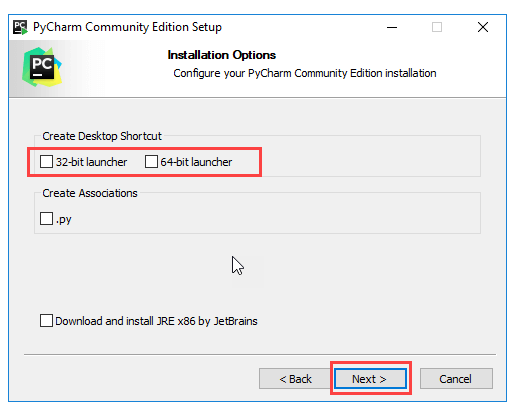 PC PyCharm Community Edition Setup
PC
Installation Options
Configure your PyCharm Community Edition installation
Create Desktop Shortcut
32-bit launcher 64-bit launcher
Create Associations
.py
Download and install JRE x86 by JetBrains
< Back Next > Cancel